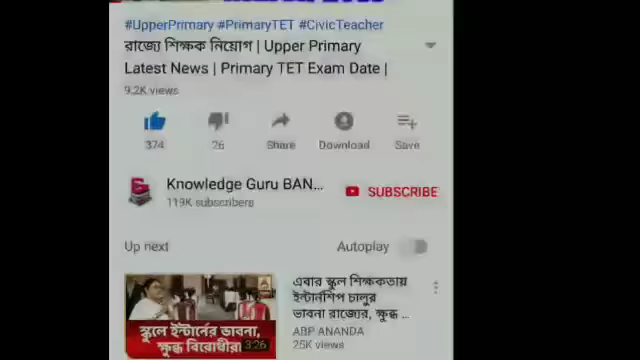 #UpperPrimary #PrimaryTET #CivicTeacher
রাজ্যে শিক্ষক নিয়োগ | Upper Primary
Latest News | Primary TET Exam Date |
9.2K views
374
26
Share
Download
Save
Knowledge Guru BAN...
119K subscribers
SUBSCRIBE
Up next
Autoplay
স্কুলে ইন্টার্নের ভাবনা,
ক্ষুব্ধ বিরোধীরা
3:26
এবার স্কুল শিক্ষকতায়
ইন্টার্নশিপ চালুর
ভাবনা রাজ্যের, ক্ষুব্ধ ...
ABP ANANDA
25K views